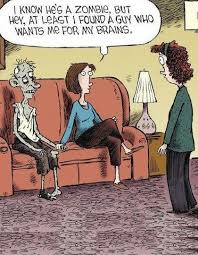 I KNOW HE'S A ZOMBIE, BUT
HEY, AT LEAST I FOUND A GUY WHO
WANTS ME FOR MY BRAINS.